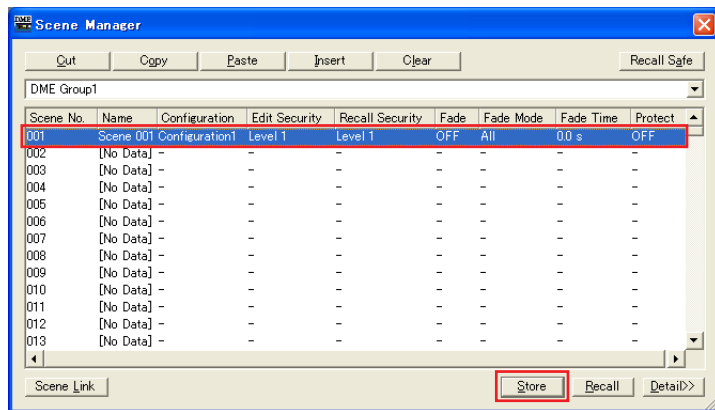 DME Scene Manager
Cut Copy Paste Insert Clear Recall Safe
DME Group1
Scene No. Name Configuration Edit Security Recall Security Fade Fade Mode Fade Time Protect
001 Scene 001 Configuration1 Level 1 Level 1 OFF All 0.0 s OFF
002 [No Data] - - - - - - -
003 [No Data] - - - - - - -
004 [No Data] - - - - - - -
005 [No Data] - - - - - - -
006 [No Data] - - - - - - -
007 [No Data] - - - - - - -
008 [No Data] - - - - - - -
009 [No Data] - - - - - - -
010 [No Data] - - - - - - -
011 [No Data] - - - - - - -
012 [No Data] - - - - - - -
013 [No Data] - - - - - - -
Scene Link Store Recall Detail>>